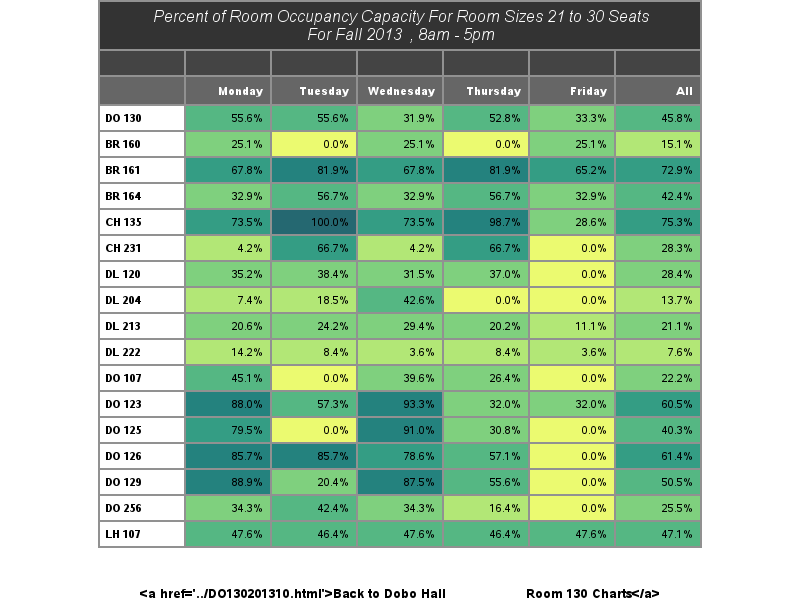 Percent of Room Occupancy Capacity For Room Sizes 21 to 30 Seats
For Fall 2013 , 8am - 5pm
Monday Tuesday Wednesday Thursday Friday All
DO 130 55.6% 55.6% 31.9% 52.8% 33.3% 45.8%
BR 160 25.1% 0.0% 25.1% 0.0% 25.1% 15.1%
BR 161 67.8% 81.9% 67.8% 81.9% 65.2% 72.9%
BR 164 32.9% 56.7% 32.9% 56.7% 32.9% 42.4%
CH 135 73.5% 100.0% 73.5% 98.7% 28.6% 75.3%
CH 231 4.2% 66.7% 4.2% 66.7% 0.0% 28.3%
DL 120 35.2% 38.4% 31.5% 37.0% 0.0% 28.4%
DL 204 7.4% 18.5% 42.6% 0.0% 0.0% 13.7%
DL 213 20.6% 24.2% 29.4% 20.2% 11.1% 21.1%
DL 222 14.2% 8.4% 3.6% 8.4% 3.6% 7.6%
DO 107 45.1% 0.0% 39.6% 26.4% 0.0% 22.2%
DO 123 88.0% 57.3% 93.3% 32.0% 32.0% 60.5%
DO 125 79.5% 0.0% 91.0% 30.8% 0.0% 40.3%
DO 126 85.7% 85.7% 78.6% 57.1% 0.0% 61.4%
DO 129 88.9% 20.4% 87.5% 55.6% 0.0% 50.5%
DO 256 34.3% 42.4% 34.3% 16.4% 0.0% 25.5%
LH 107 47.6% 46.4% 47.6% 46.4% 47.6% 47.1%
<a href='../DO130201310.html'>Back to Dobo Hall Room 130 Charts</a>